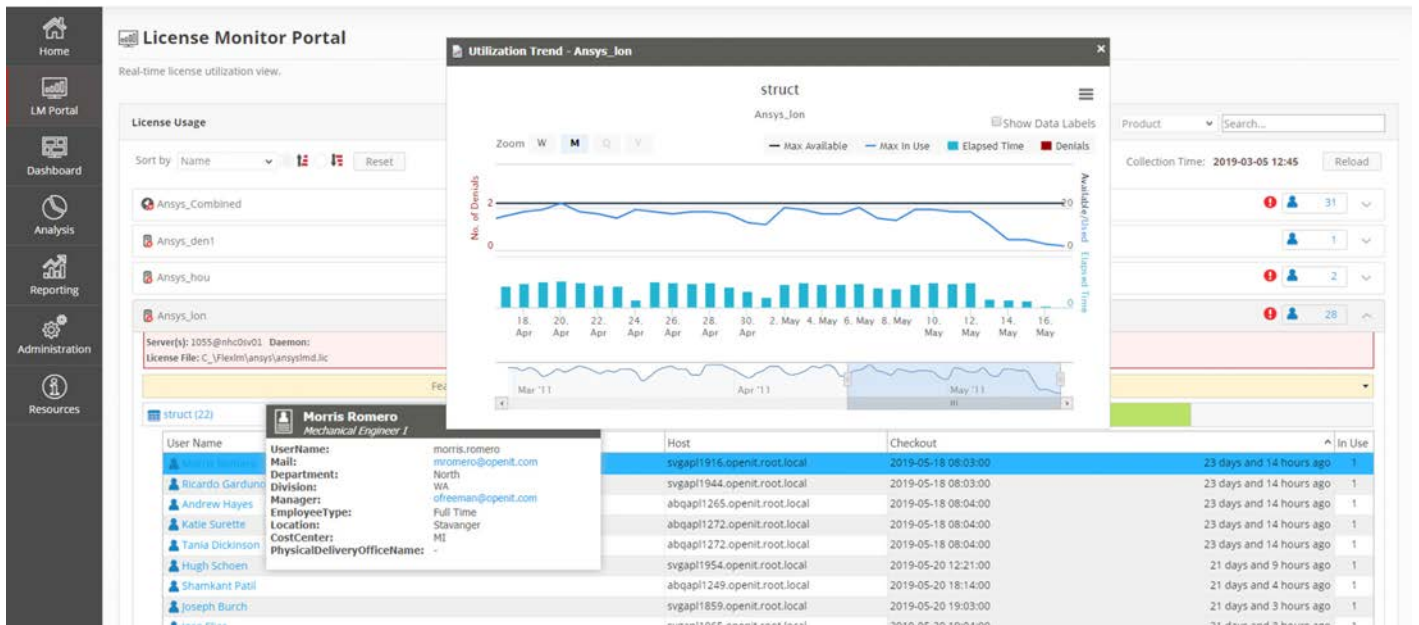 Home
LM Portal
Dashboard
Analysis
Reporting
Administration
Resources
License Monitor Portal
Real-time license utilization view.
License Usage
Product
Search...
Sort by Name
Reset
Collection Time: 2019-03-05 12:45
Reload
Ansys_Combined
31
Ansys_den1
1
Ansys_hou
2
Ansys_lon
28
Server(s): 1055@nhc0sv01 Daemon:
License File: C_\Flexlm\ansys\ansyslmd.lic
Utilization Trend - Ansys_lon
×
struct
Ansys_lon
Show Data Labels
Zoom W M Q Y
Max Available Max In Use Elapsed Time Denials
No. of Denials
2
0
Available/Used
20
0
Elapsed Time
0
18. Apr 20. Apr 22. Apr 24. Apr 26. Apr 28. Apr 30. Apr 2. May 4. May 6. May 8. May 10. May 12. May 14. May 16. May
Mar '11 Apr '11 May '11
struct (22)
Morris Romero
Mechanical Engineer I
UserName: morris.romero
Mail: mromero@openit.com
Department: North
Division: WA
Manager: ofreeman@openit.com
EmployeeType: Full Time
Location: Stavanger
CostCenter: MI
PhysicalDeliveryOfficeName: -
User Name Host Checkout In Use
svgapl1916.openit.root.local 2019-05-18 08:03:00 23 days and 14 hours ago 1
Ricardo Garduno svgapl1944.openit.root.local 2019-05-18 08:03:00 23 days and 14 hours ago 1
Andrew Hayes abqapl1265.openit.root.local 2019-05-18 08:04:00 23 days and 14 hours ago 1
Katie Surette abqapl1272.openit.root.local 2019-05-18 08:04:00 23 days and 14 hours ago 1
Tania Dickinson abqapl1272.openit.root.local 2019-05-18 08:04:00 23 days and 14 hours ago 1
Hugh Schoen svgapl1954.openit.root.local 2019-05-20 12:21:00 21 days and 9 hours ago 1
Shamkant Patil abqapl1249.openit.root.local 2019-05-20 18:14:00 21 days and 4 hours ago 1
Joseph Burch svgapl1859.openit.root.local 2019-05-20 19:03:00 21 days and 3 hours ago 1